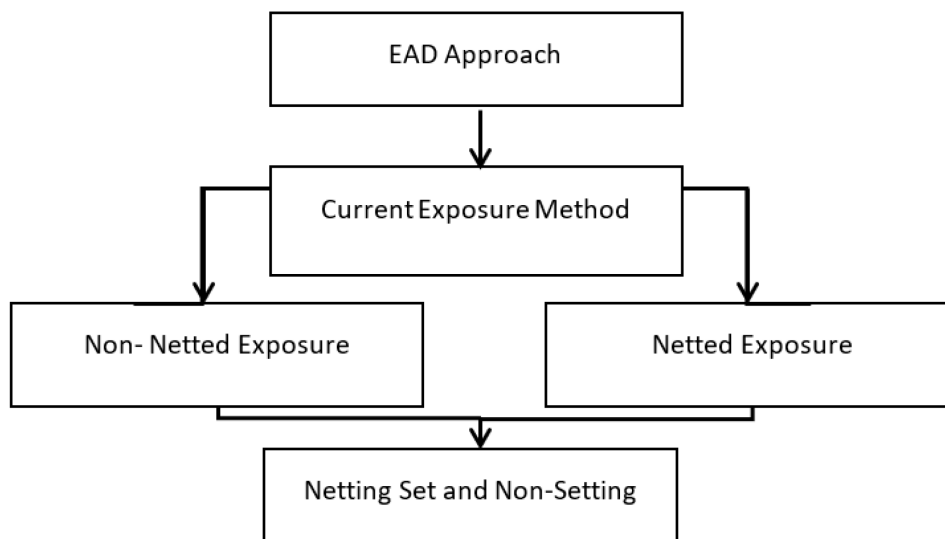 EAD Approach
Current Exposure Method
Non- Netted Exposure
Netted Exposure
Netting Set and Non-Setting